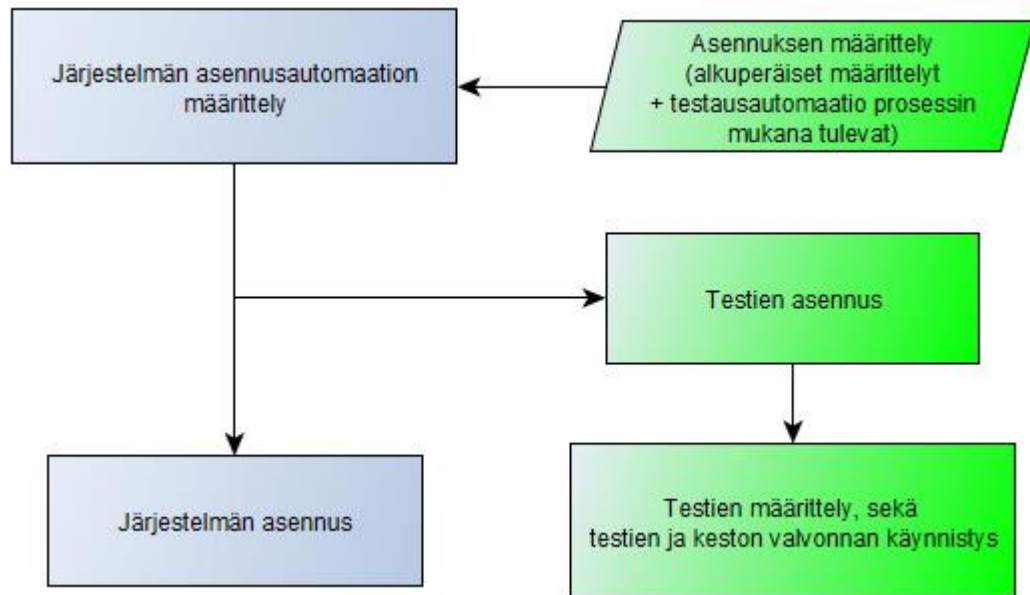 Järjestelmän asennusautomaation
määrittely
Asennuksen määrittely
(alkuperäiset määrittelyt
+ testausautomaatio prosessin
mukana tulevat)
Testien asennus
Järjestelmän asennus
Testien määrittely, sekä
testien ja keston valvonnan käynnistys